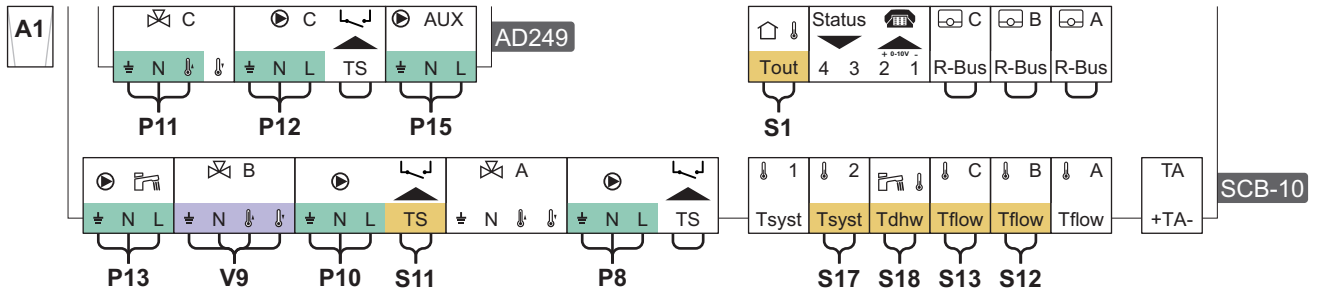 A1
C
C
AUX
AD249
N
N L TS
N L
P11
P12
P15
Status
C
B
A
+ 0-10V -
Tout
4 3 2 1
R-Bus R-Bus R-Bus
S1
B
A
N L
N
N L
TS
N
N L
TS
P13
V9
P10
S11
P8
1
2
C
B
A
TA
Tsyst
Tsyst
Tdhw
Tflow
Tflow
Tflow
+TA-
SCB-10
S17
S18
S13
S12